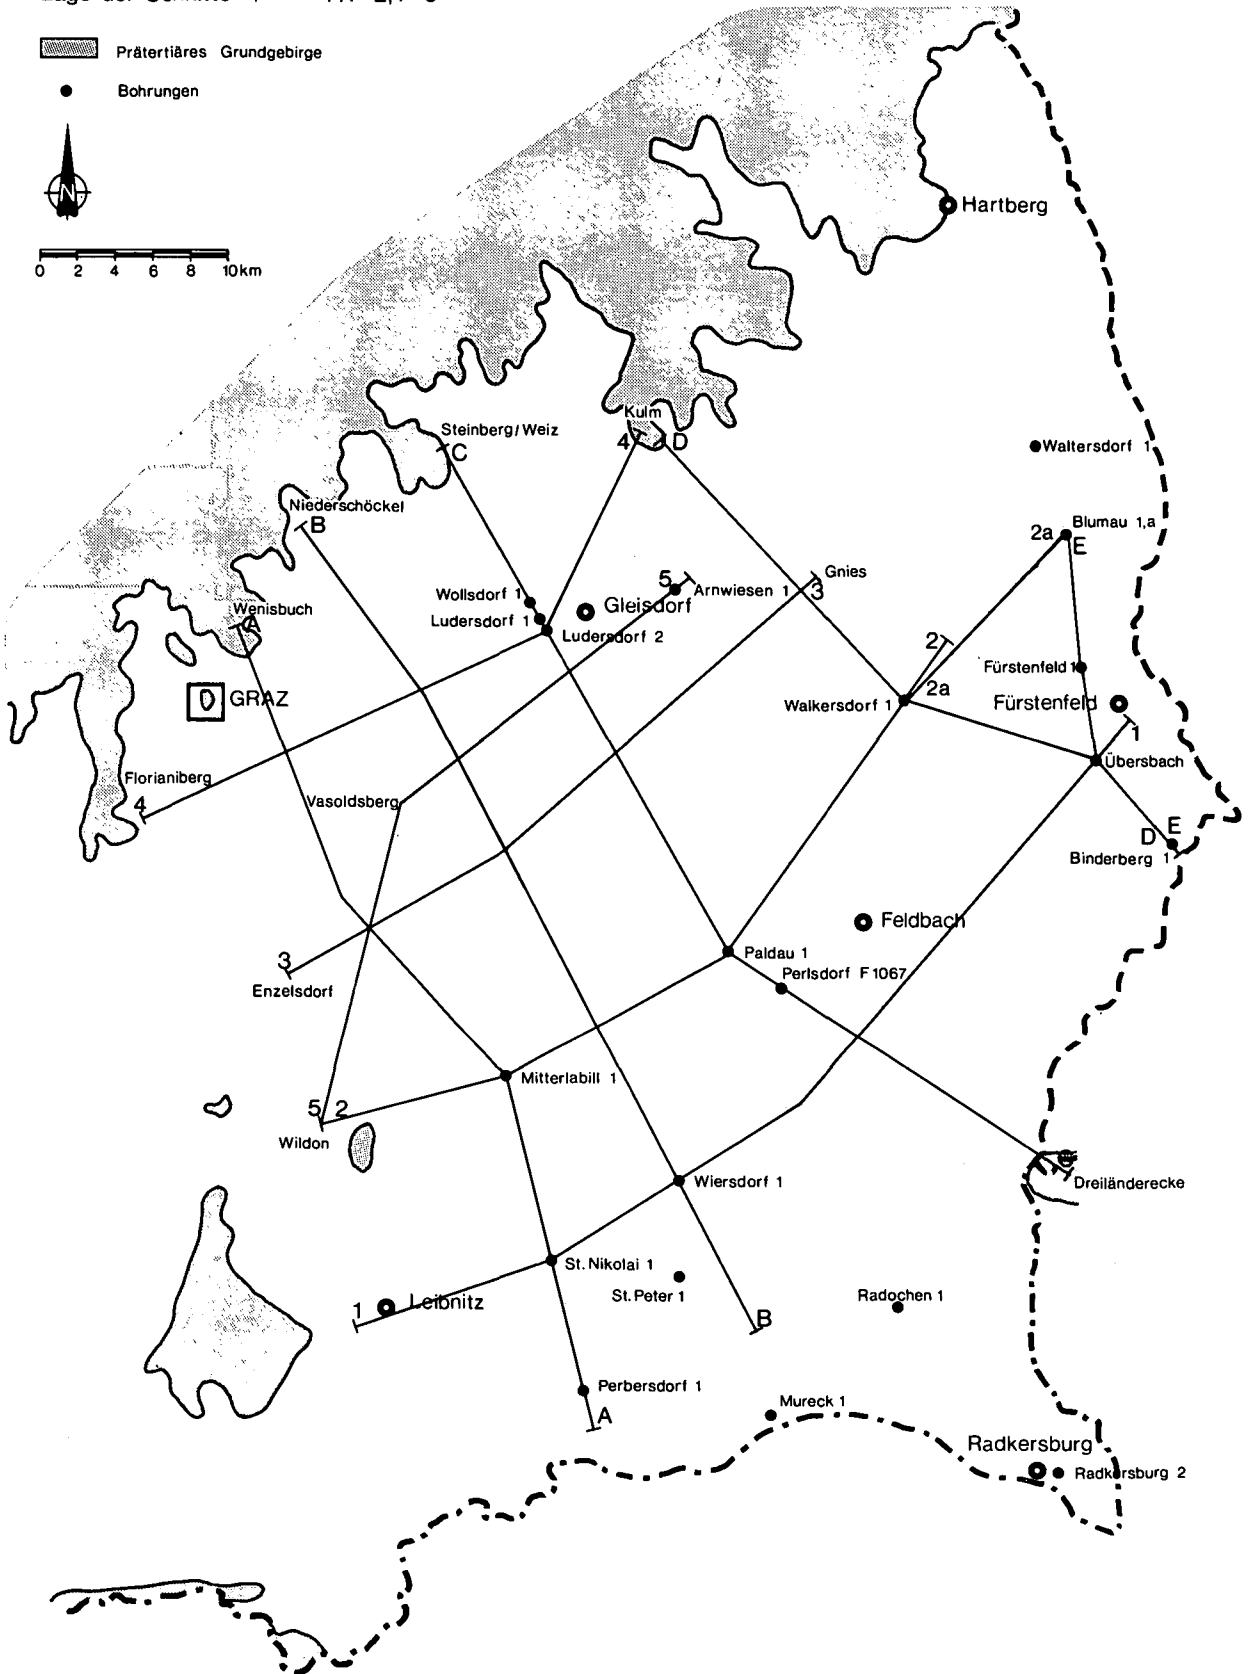 Prätertiäres Grundgebirge
Bohrungen
N
0 2 4 6 8 10km
Hartberg
Kulm
4
D
Steinberg/Weiz
C
Waltersdorf 1
Niederschöckel
B
Blumau 1,a
2a
E
Gnies
3
5
Arnwiesen 1
Wollsdorf 1
Gleisdorf
Ludersdorf 1
Ludersdorf 2
Wenisbuch
A
2
Fürstenfeld 1
2a
Fürstenfeld
GRAZ
Walkersdorf 1
1
Übersbach
Florianiberg
4
Vasoldsberg
D
E
Binderberg 1
Feldbach
Paldau 1
3
Perlsdorf F1067
Enzelsdorf
Mitterlabill 1
5
2
Wildon
Wiersdorf 1
Dreiländerecke
St. Nikolai 1
St. Peter 1
Radochen 1
1
Leibnitz
B
Perbersdorf 1
A
Mureck 1
Radkersburg
Radkersburg 2